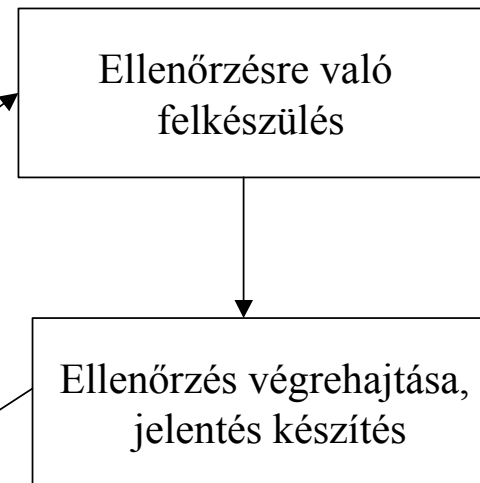 Ellenőrzésre való
felkészülés
Ellenőrzés végrehajtása,
jelentés készítés